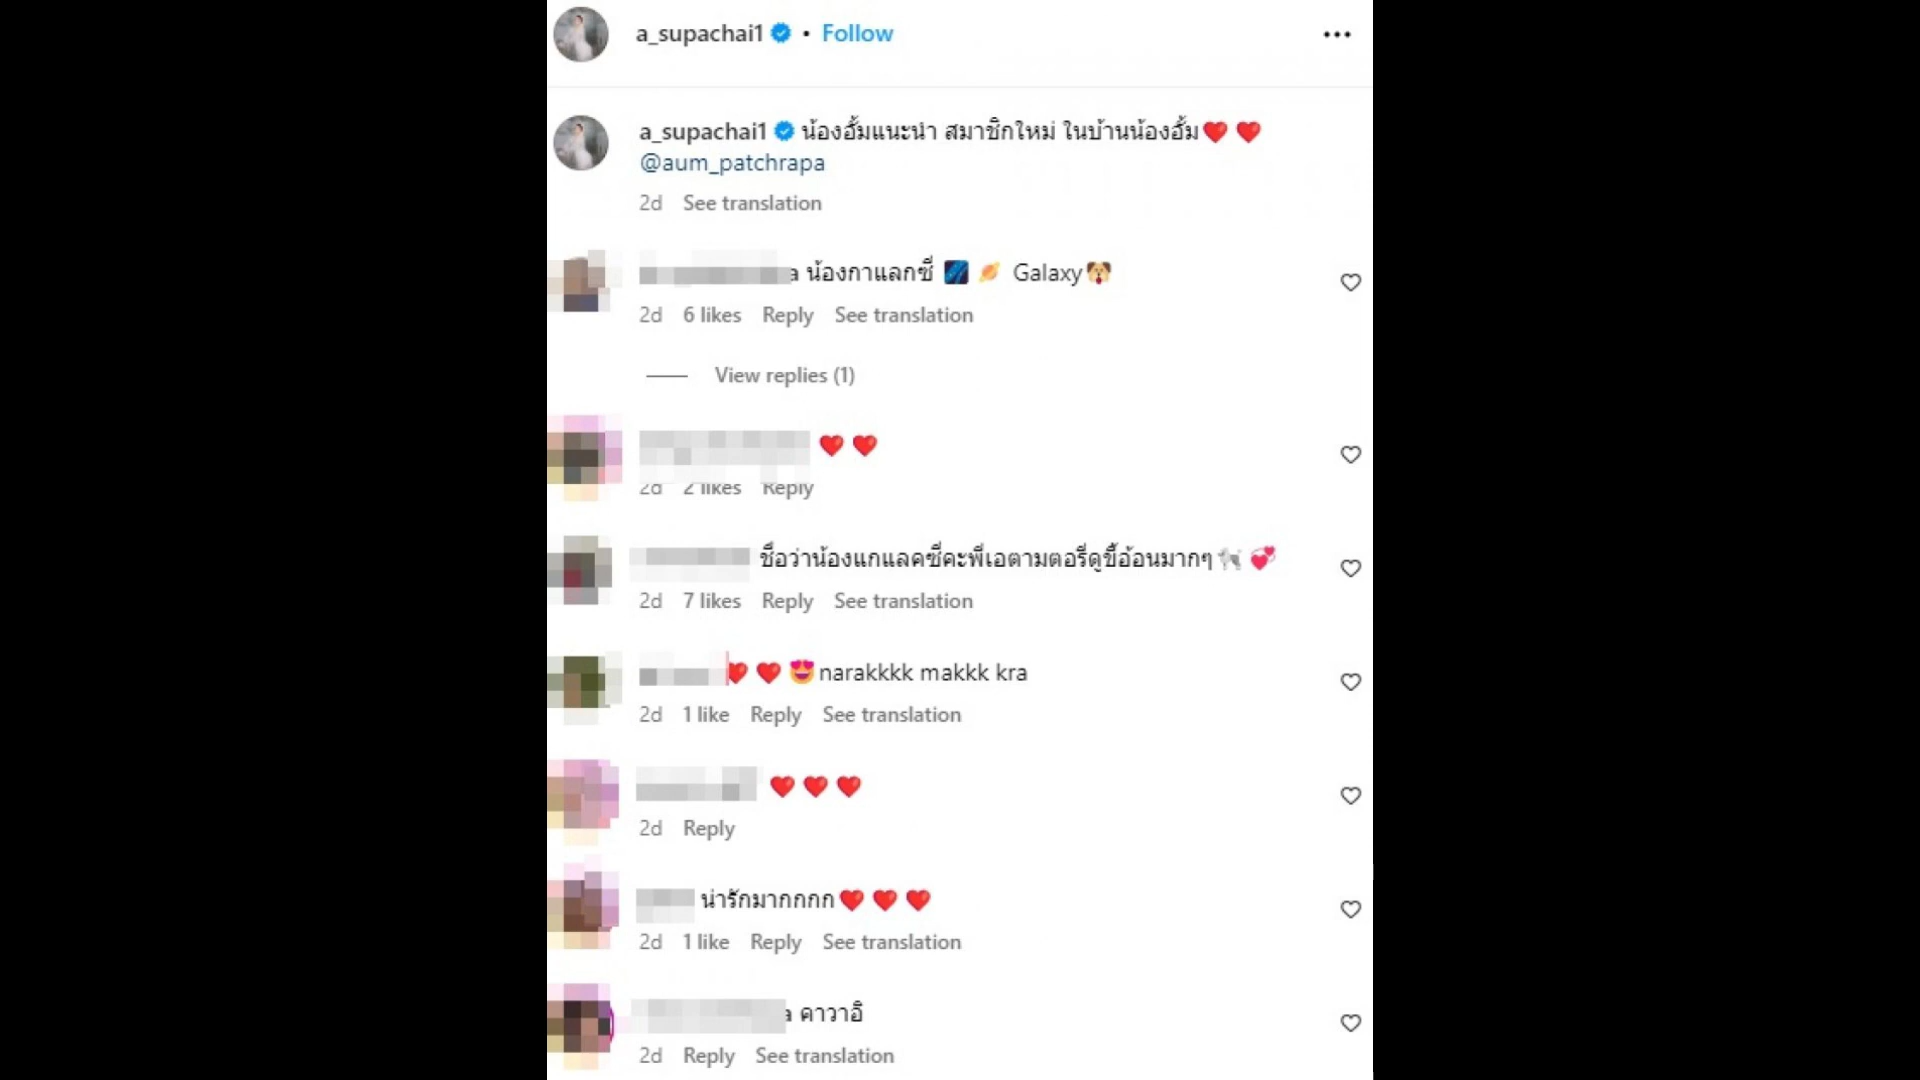 a_supachai1 • Follow
a_supachai1 น้องอั้มแนะนำ สมาชิกใหม่ ในบ้านน้องอั้ม❤️❤️
@aum_patchrapa
2d See translation
a น้องกาแลกซี่ 🌌🪐 Galaxy🐶
2d 6 likes Reply See translation
View replies (1)
❤️❤️
2d 2 likes Reply
ชื่อว่าน้องแกแลคซี่คะพี่เอตามตอรี่ดูขี้อ้อนมากๆ🐩💞
2d 7 likes Reply See translation
❤️❤️😍narakkkk makkk kra
2d 1 like Reply See translation
❤️❤️❤️
2d Reply
น่ารักมากกกก❤️❤️❤️
2d 1 like Reply See translation
a คาวาอิ
2d Reply See translation